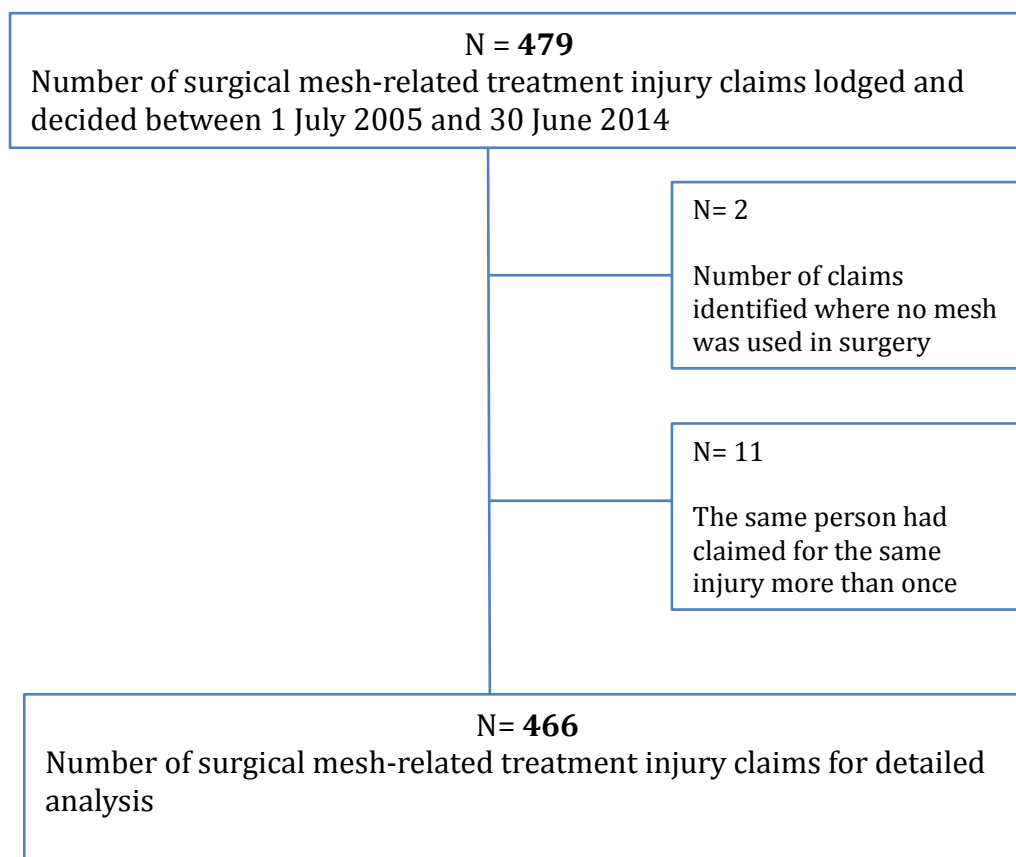 N = 479
Number of surgical mesh-related treatment injury claims lodged and
decided between 1 July 2005 and 30 June 2014
N= 2
Number of claims
identified where no mesh
was used in surgery
N= 11
The same person had
claimed for the same
injury more than once
N= 466
Number of surgical mesh-related treatment injury claims for detailed
analysis